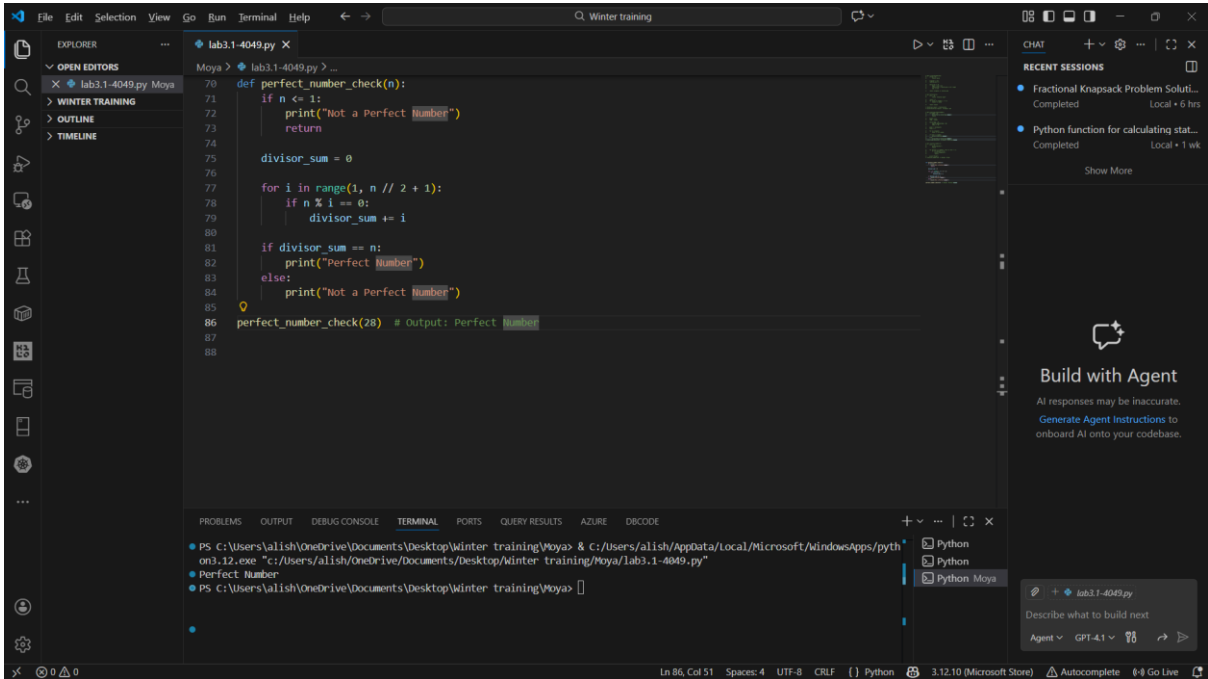 File Edit Selection View Go Run Terminal Help
Winter training
EXPLORER
OPEN EDITORS
lab3.1-4049.py Moya
WINTER TRAINING
OUTLINE
TIMELINE
lab3.1-4049.py
Moya > lab3.1-4049.py > ...
70 def perfect_number_check(n):
71 if n <= 1:
72 print("Not a Perfect Number")
73 return
74
75 divisor_sum = 0
76
77 for i in range(1, n // 2 + 1):
78 if n % i == 0:
79 divisor_sum += i
80
81 if divisor_sum == n:
82 print("Perfect Number")
83 else:
84 print("Not a Perfect Number")
85
86 perfect_number_check(28) # Output: Perfect Number
87
88
PROBLEMS OUTPUT DEBUG CONSOLE TERMINAL PORTS QUERY RESULTS AZURE DBCODE
PS C:\Users\alish\OneDrive\Documents\Desktop\Winter training\Moya> & C:/Users/alish/AppData/Local/Microsoft/WindowsApps/pyth
on3.12.exe "c:/Users/alish/OneDrive/Documents/Desktop/Winter training/Moya/lab3.1-4049.py"
Perfect Number
PS C:\Users\alish\OneDrive\Documents\Desktop\Winter training\Moya>
Python
Python
Python Moya
CHAT
RECENT SESSIONS
Fractional Knapsack Problem Soluti...
Completed Local • 6 hrs
Python function for calculating stat...
Completed Local • 1 wk
Show More
Build with Agent
AI responses may be inaccurate.
Generate Agent Instructions to
onboard AI onto your codebase.
lab3.1-4049.py
Describe what to build next
Agent GPT-4.1
0 0 Ln 86, Col 51 Spaces: 4 UTF-8 CRLF { } Python 3.12.10 (Microsoft Store) Autocomplete Go Live